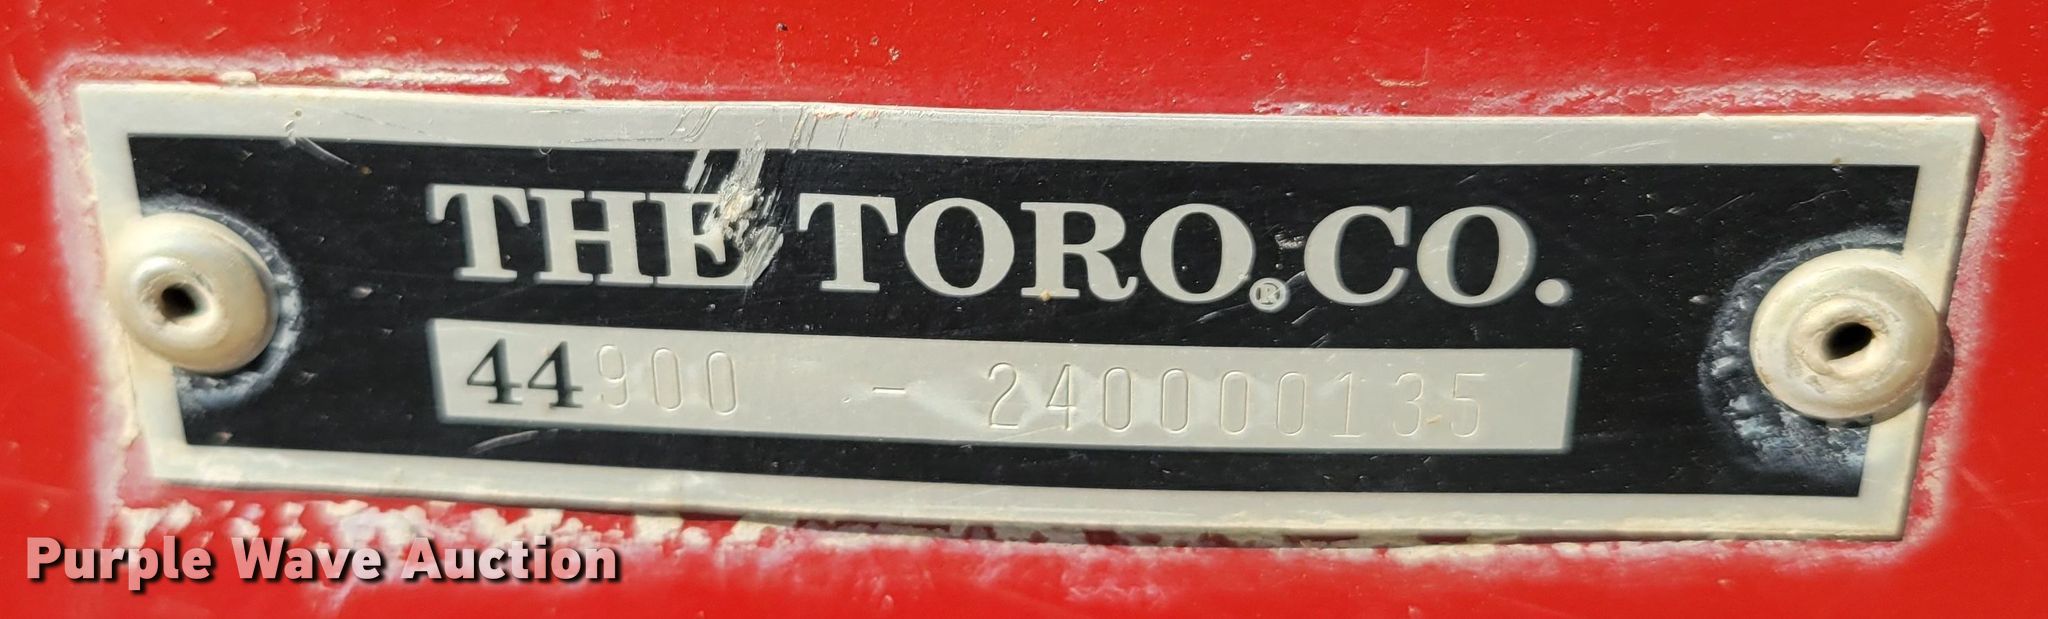 THE TORO® CO.
44900 - 240000135
Purple Wave Auction